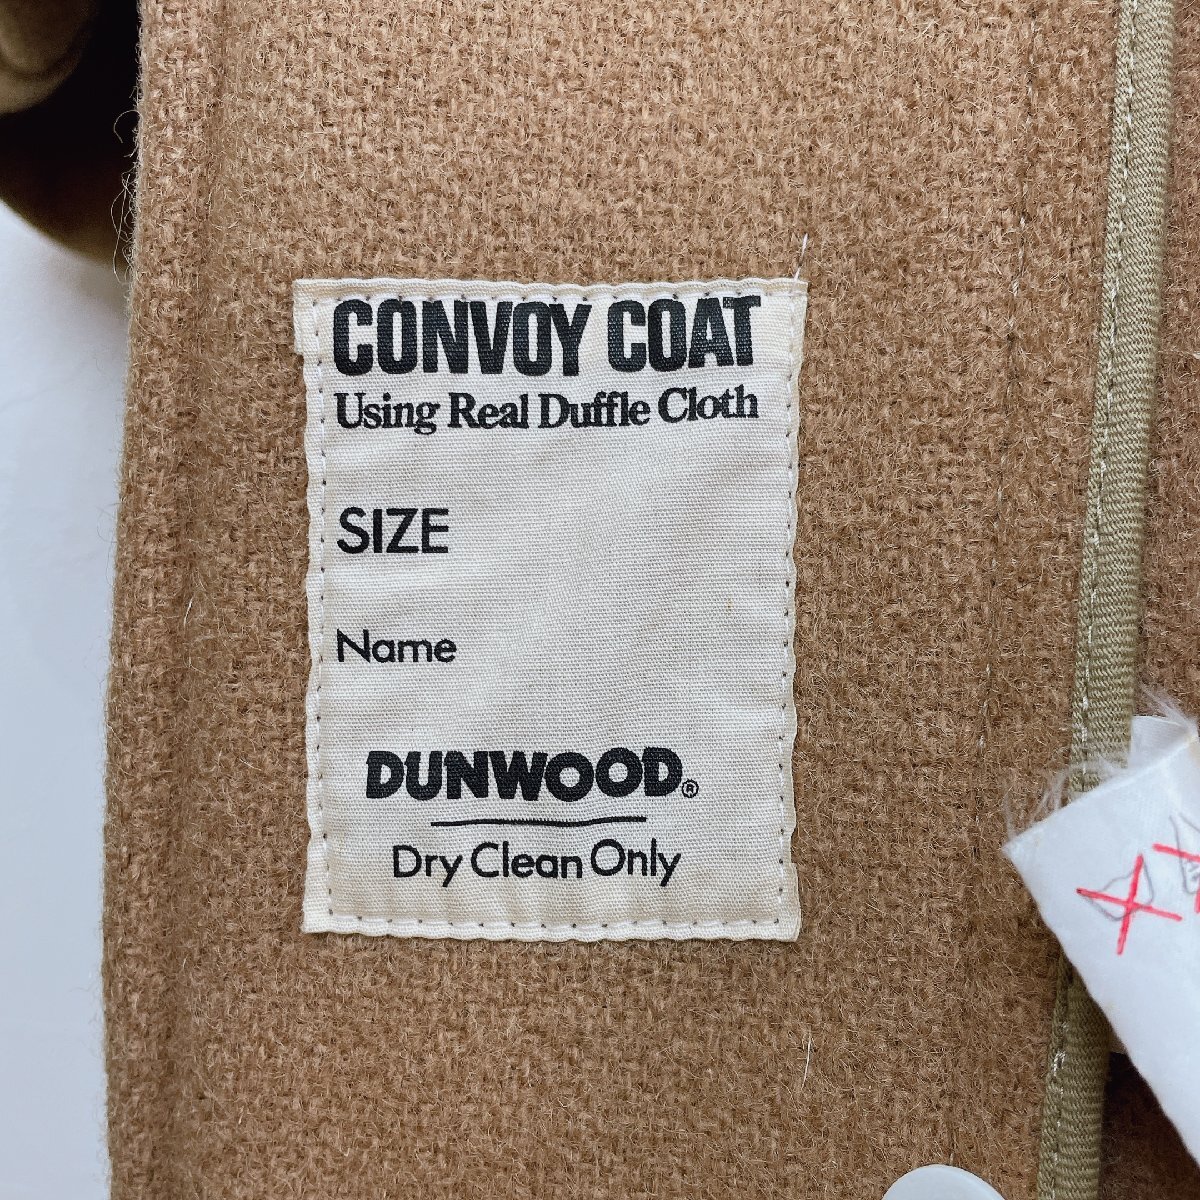 CONVOY COAT
Using Real Duffle Cloth
SIZE
Name
DUNWOOD®
Dry Clean Only